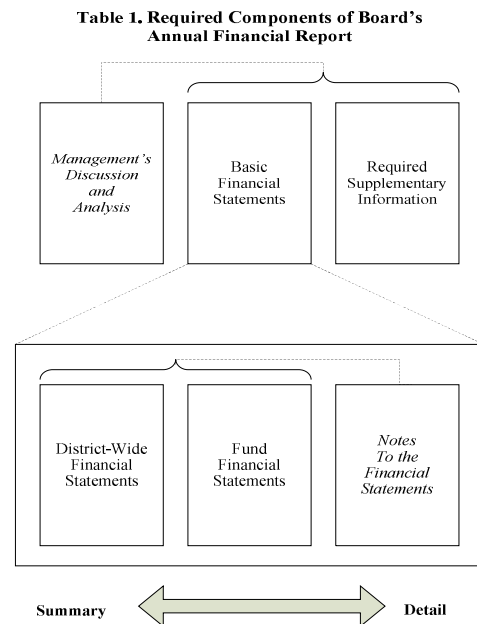 Table 1. Required Components of Board's
Annual Financial Report
Management's
Discussion
and
Analysis
Basic
Financial
Statements
Required
Supplementary
Information
District-Wide
Financial
Statements
Fund
Financial
Statements
Notes
To the
Financial
Statements
Summary
Detail